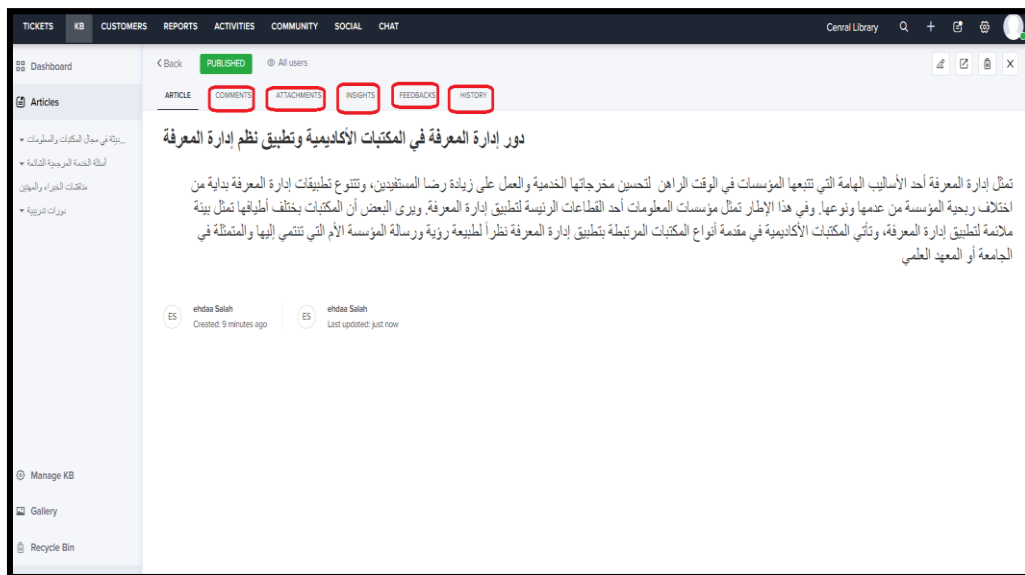 TICKETS KB CUSTOMERS REPORTS ACTIVITIES COMMUNITY SOCIAL CHAT Cenral Library
Dashboard
Articles
أسئلة الخدمة المرجعية الشائعة
مناقشات الخبراء والمهنيين
دورات تدريبية
Manage KB
Gallery
Recycle Bin
Back PUBLISHED All users
ARTICLE COMMENTS ATTACHMENTS INSIGHTS FEEDBACKS HISTORY
دور إدارة المعرفة في المكتبات الأكاديمية وتطبيق نظم إدارة المعرفة
تمثل إدارة المعرفة أحد الأساليب الهامة التي تتبعها المؤسسات في الوقت الراهن لتحسين مخرجاتها الخدمية والعمل على زيادة رضا المستفيدين، وتتنوع تطبيقات إدارة المعرفة بداية من
اختلاف ربحية المؤسسة من عدمها ونوعها. وفي هذا الإطار تمثل مؤسسات المعلومات أحد القطاعات الرئيسة لتطبيق إدارة المعرفة. ويرى البعض أن المكتبات بختلف أطيافها تمثل بيئة
ملائمة لتطبيق إدارة المعرفة، وتأتي المكتبات الأكاديمية في مقدمة أنواع المكتبات المرتبطة بتطبيق إدارة المعرفة نظراً لطبيعة رؤية ورسالة المؤسسة الأم التي تنتمي إليها والمتمثلة في
الجامعة أو المعهد العلمي
ES ehdaa Salah
Created: 9 minutes ago
ES ehdaa Salah
Last updated: just now